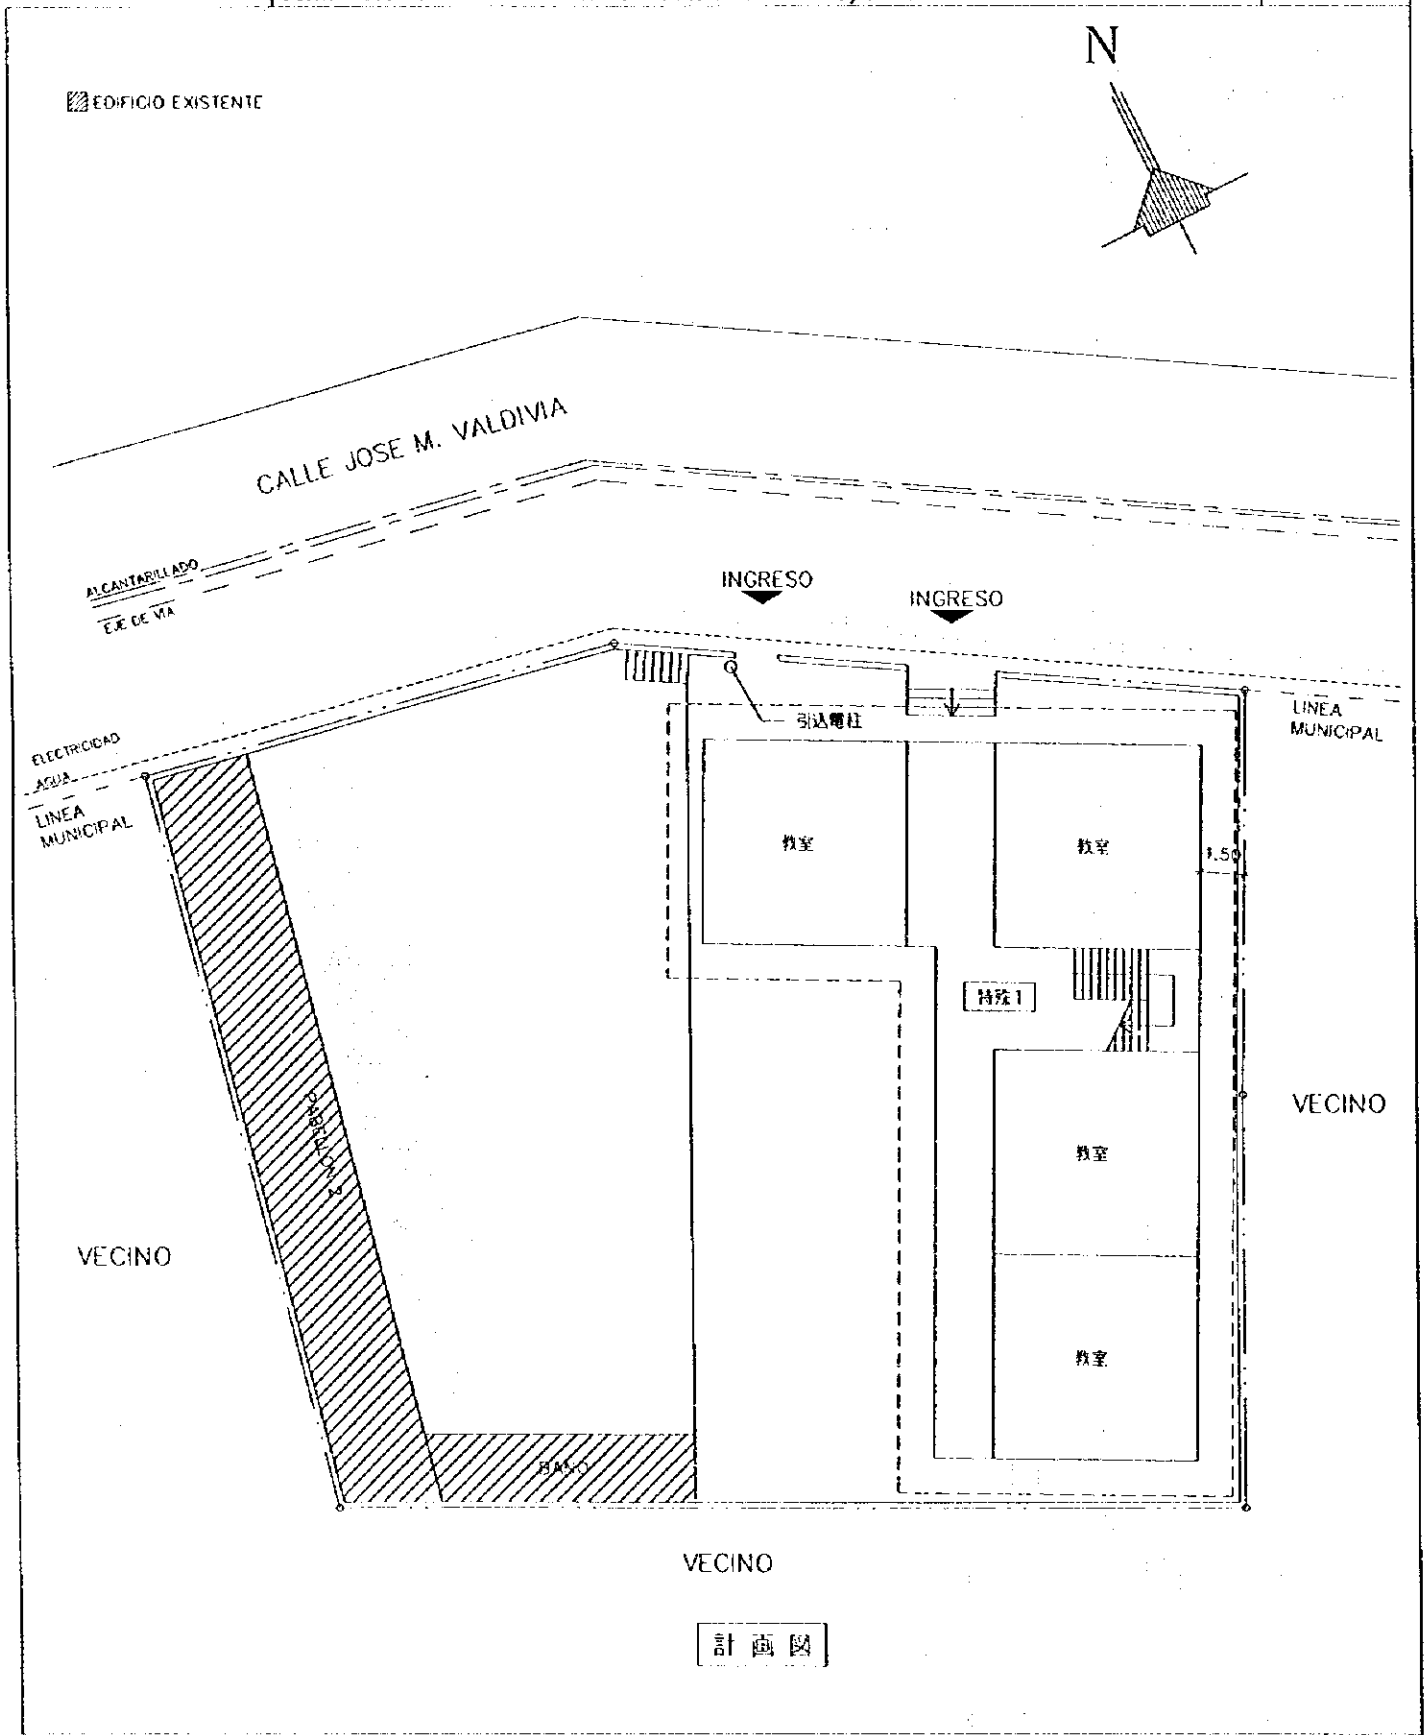 N
EDIFICIO EXISTENTE
CALLE JOSE M. VALDIVIA
ALCANTARILLADO
EJE DE VIA
INGRESO
INGRESO
引込電柱
LINEA
MUNICIPAL
ELECTRICIDAD
AGUA
LINEA
MUNICIPAL
教室
教室
1.50
特殊1
VECINO
PABELLON 2
教室
VECINO
教室
BAÑO
VECINO
計画図